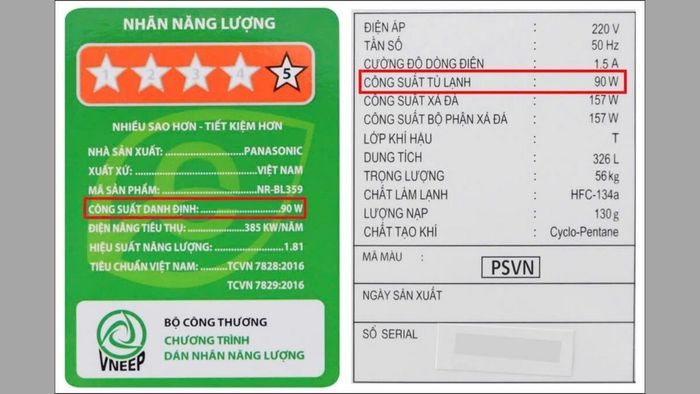 NHÃN NĂNG LƯỢNG
1 2 3 4 5
NHIỀU SAO HƠN - TIẾT KIỆM HƠN
NHÀ SẢN XUẤT:........................PANASONIC
XUẤT XỨ:........................VIỆT NAM
MÃ SẢN PHẨM:........................NR-BL359
CÔNG SUẤT DANH ĐỊNH:........................90 W
ĐIỆN NĂNG TIÊU THỤ:........................385 KW/NĂM
HIỆU SUẤT NĂNG LƯỢNG:........................1.81
TIÊU CHUẨN VIỆT NAM:........................TCVN 7828:2016
TCVN 7829:2016
VNEEP
BỘ CÔNG THƯƠNG
CHƯƠNG TRÌNH
DÁN NHÃN NĂNG LƯỢNG
ĐIỆN ÁP : 220 V
TẦN SỐ : 50 Hz
CƯỜNG ĐỘ DÒNG ĐIỆN : 1.5 A
CÔNG SUẤT TỦ LẠNH : 90 W
CÔNG SUẤT XẢ ĐÁ : 157 W
CÔNG SUẤT BỘ PHẬN XẢ ĐÁ : 157 W
LỚP KHÍ HẬU : T
DUNG TÍCH : 326 L
TRỌNG LƯỢNG : 56 kg
CHẤT LÀM LẠNH : HFC-134a
LƯỢNG NẠP : 130 g
CHẤT TẠO KHÍ : Cyclo-Pentane
MÃ MÀU : PSVN
NGÀY SẢN XUẤT
SỐ SERIAL